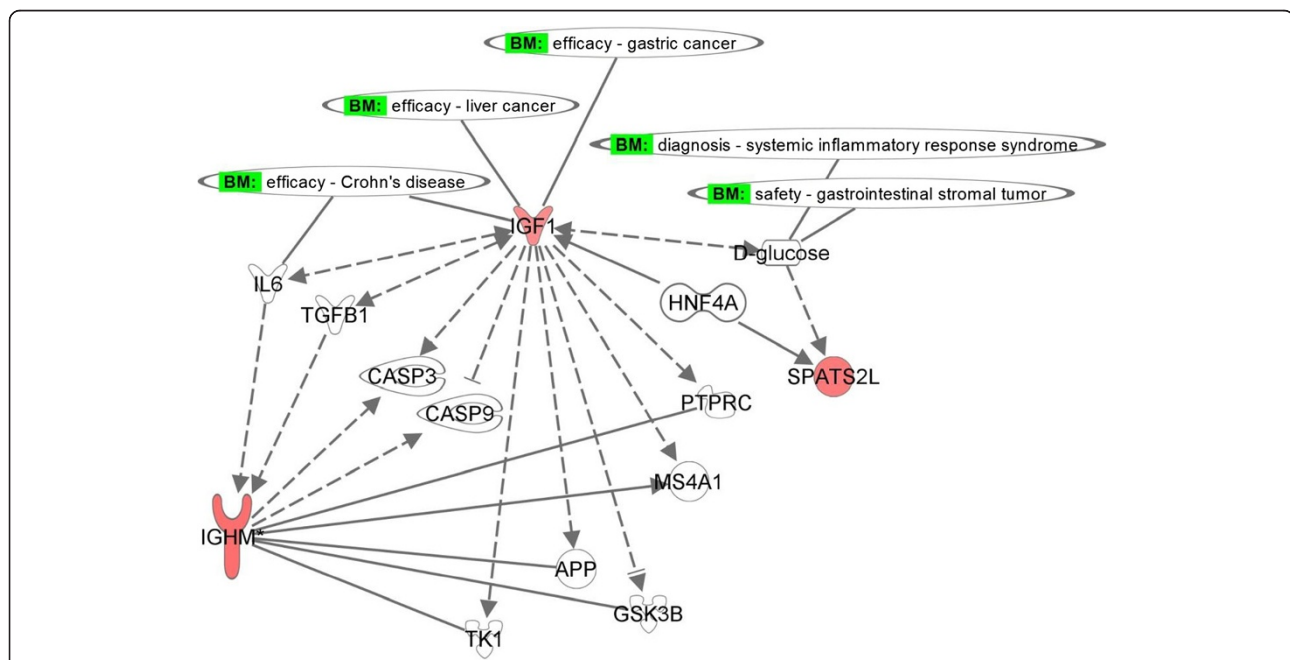 BM: efficacy - gastric cancer
BM: efficacy - liver cancer
BM: diagnosis - systemic inflammatory response syndrome
BM: efficacy - Crohn's disease
BM: safety - gastrointestinal stromal tumor
IGF1
D-glucose
IL6
HNF4A
TGFB1
CASP3
SPATS2L
PTPRC
CASP9
MS4A1
IGHM*
APP
GSK3B
TK1